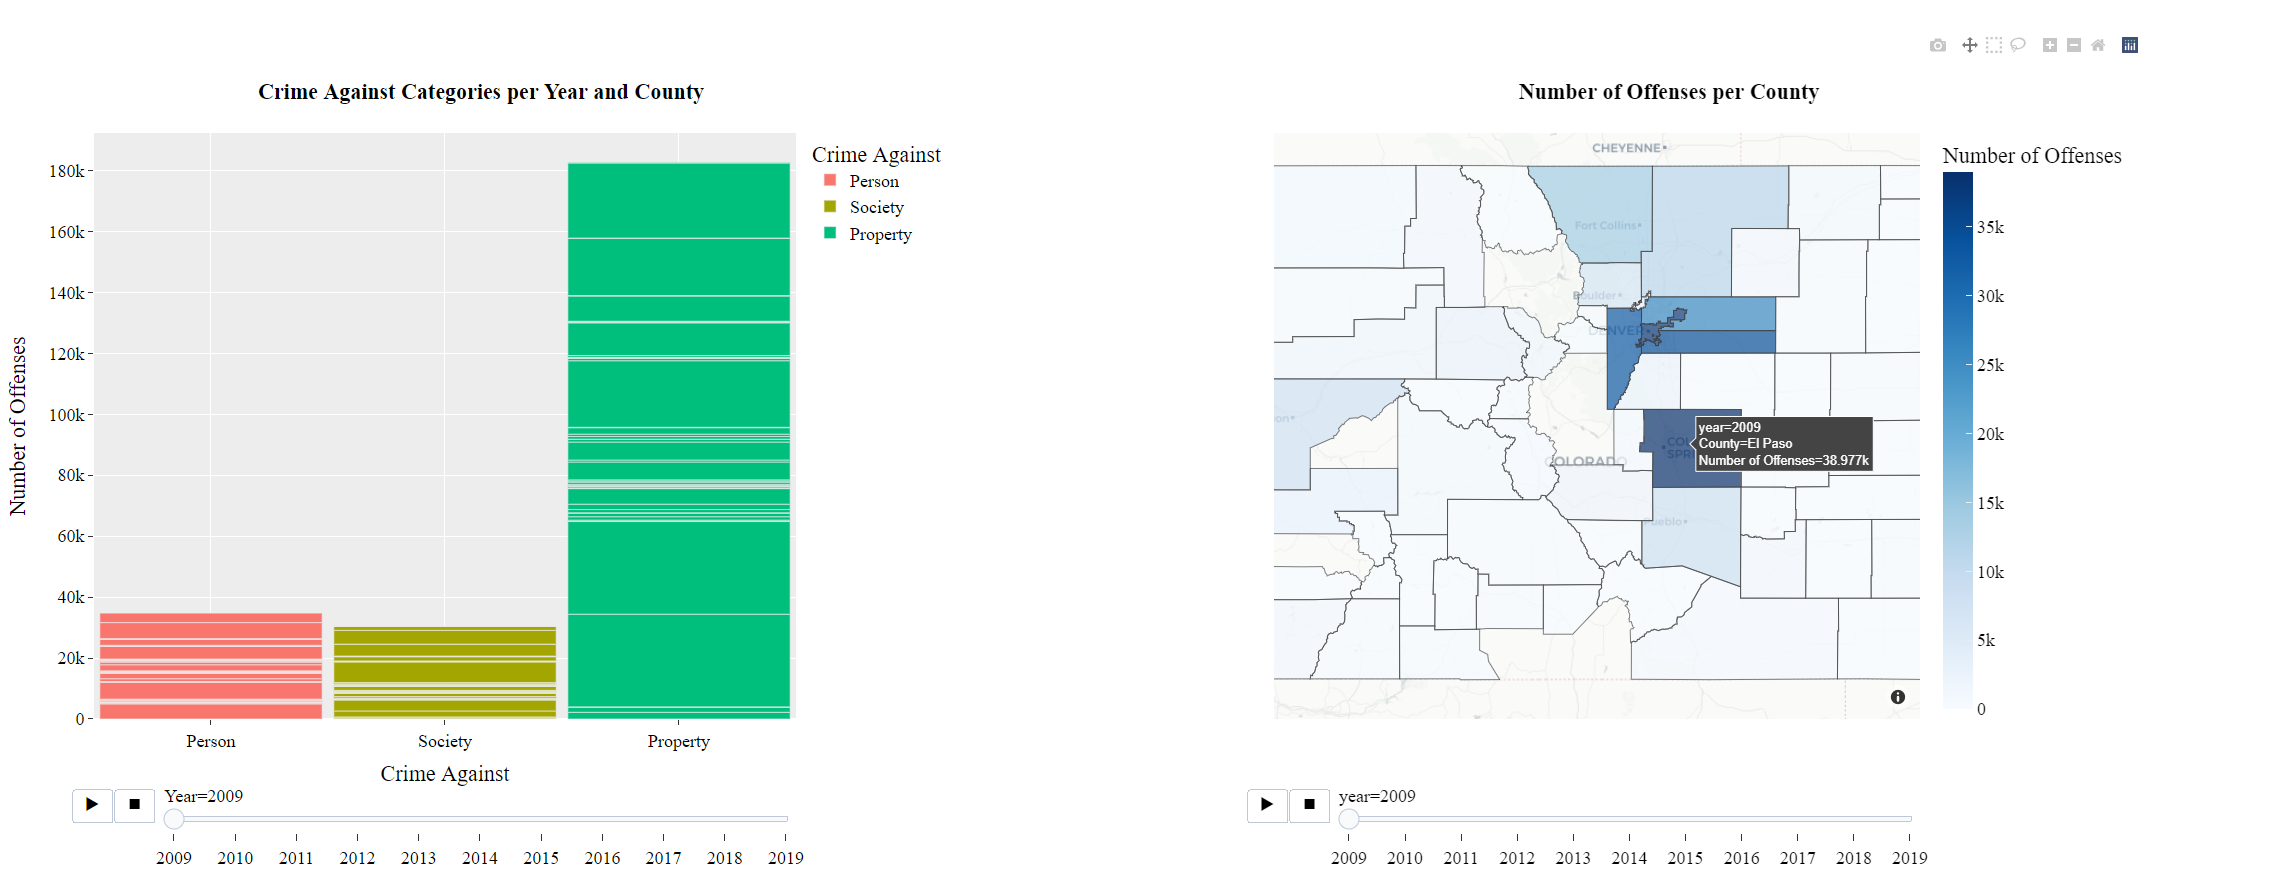 Crime Against Categories per Year and County
Number of Offenses
180k
160k
140k
120k
100k
80k
60k
40k
20k
0
Person
Society
Property
Crime Against
Crime Against
Person
Society
Property
Year=2009
2009 2010 2011 2012 2013 2014 2015 2016 2017 2018 2019
Number of Offenses per County
CHEYENNE
Fort Collins
Boulder
DENVER
COLORADO
Pueblo
year=2009
County=El Paso
Number of Offenses=38.977k
Number of Offenses
35k
30k
25k
20k
15k
10k
5k
0
year=2009
2009 2010 2011 2012 2013 2014 2015 2016 2017 2018 2019